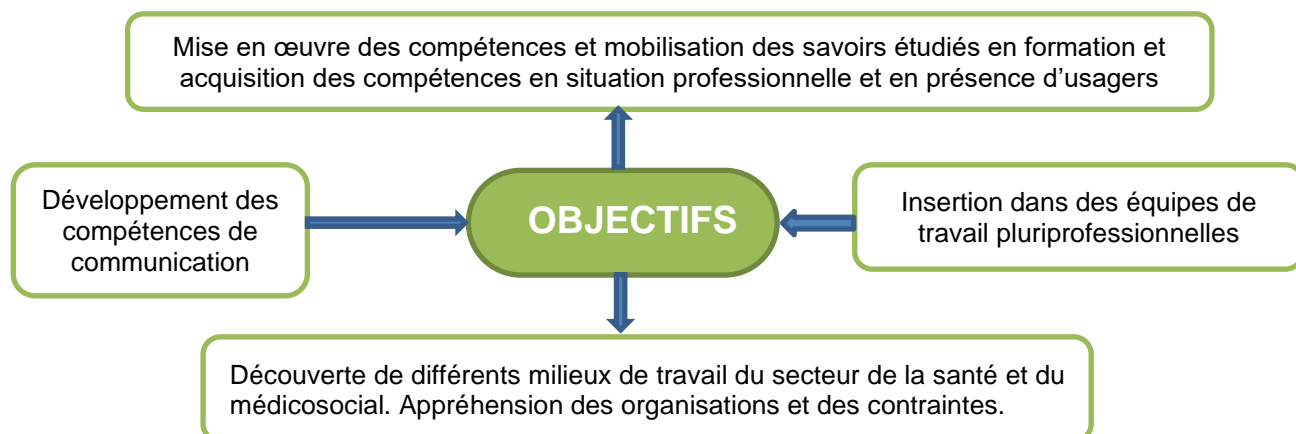 Mise en œuvre des compétences et mobilisation des savoirs étudiés en formation et
acquisition des compétences en situation professionnelle et en présence d’usagers
Développement des
compétences de
communication
OBJECTIFS
Insertion dans des équipes de
travail pluriprofessionnelles
Découverte de différents milieux de travail du secteur de la santé et du
médicosocial. Appréhension des organisations et des contraintes.